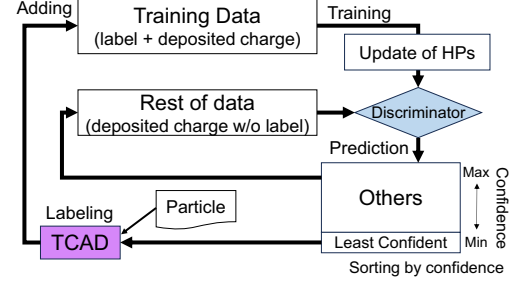 Adding
Training Data
(label + deposited charge)
Training
Update of HPs
Rest of data
(deposited charge w/o label)
Discriminator
Prediction
Others
Least Confident
Max
Min
Confidence
Sorting by confidence
Particle
Labeling
TCAD